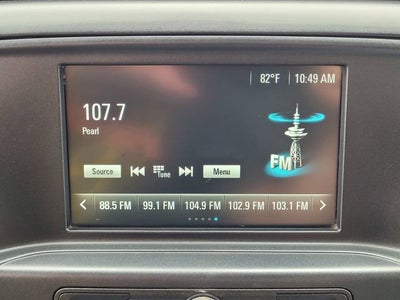 82°F 10:49 AM
107.7
Pearl
FM
Source Tune Menu
88.5 FM 99.1 FM 104.9 FM 102.9 FM 103.1 FM